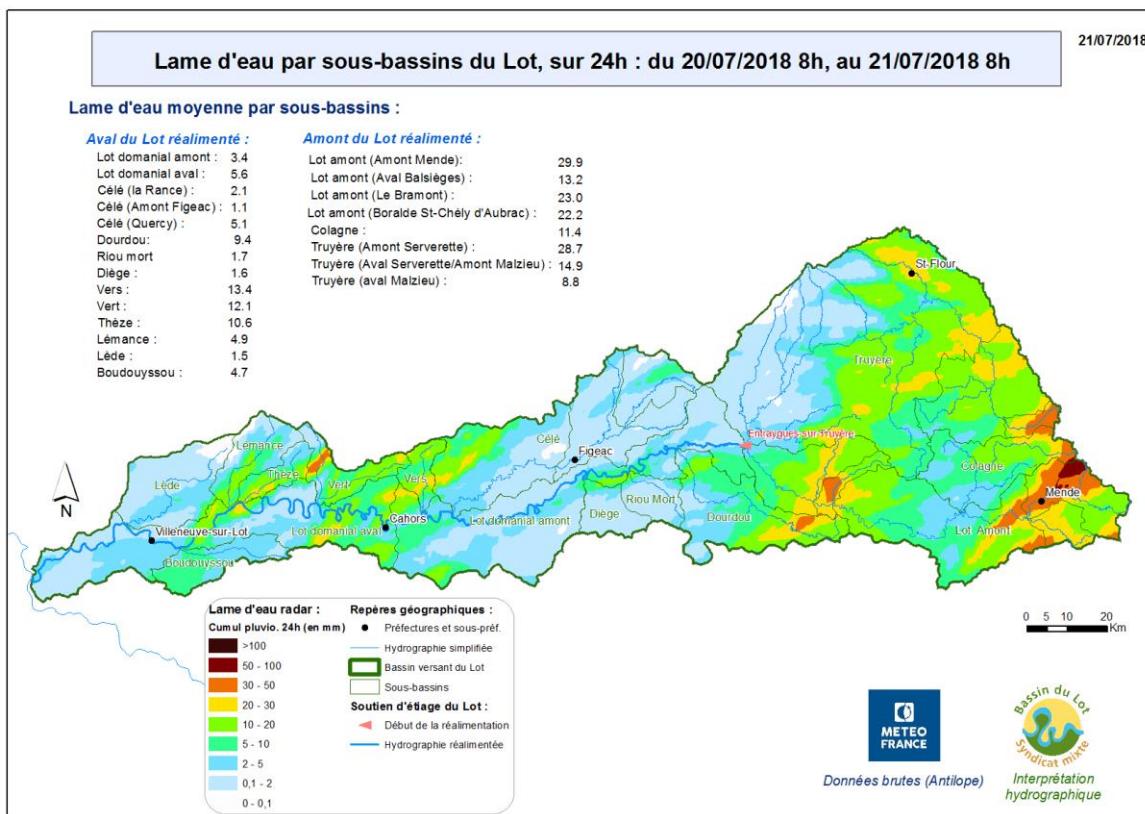 21/07/2018
Lame d'eau par sous-bassins du Lot, sur 24h : du 20/07/2018 8h, au 21/07/2018 8h
Lame d'eau moyenne par sous-bassins :
Aval du Lot réalimenté :
Lot domanial amont : 3.4
Lot domanial aval : 5.6
Célé (la Rance) : 2.1
Célé (Amont Figeac) : 1.1
Célé (Quercy) : 5.1
Dourdou: 9.4
Riou mort 1.7
Diège : 1.6
Vers : 13.4
Vert : 12.1
Thèze : 10.6
Lémance : 4.9
Lède : 1.5
Boudouyssou : 4.7
Amont du Lot réalimenté :
Lot amont (Amont Mende): 29.9
Lot amont (Aval Balsièges) : 13.2
Lot amont (Le Bramont) : 23.0
Lot amont (Boralde St-Chély d'Aubrac) : 22.2
Colagne : 11.4
Truyère (Amont Serverette) : 28.7
Truyère (Aval Serverette/Amont Malzieu) : 14.9
Truyère (aval Malzieu) : 8.8
St-Flour
Truyère
Entraygues-sur-Truyère
Célé
Figeac
Lémance
Thèze
Vert
Vers
Lède
Colagne
Mende
Riou Mort
Diège
Dourdou
Lot domanial amont
Cahors
Lot domanial aval
Villeneuve-sur-Lot
Boudouyssou
Lot Amont
N
Lame d'eau radar :
Cumul pluvio. 24h (en mm)
>100
50 - 100
30 - 50
20 - 30
10 - 20
5 - 10
2 - 5
0,1 - 2
0 - 0,1
Repères géographiques :
Préfectures et sous-préf.
Hydrographie simplifiée
Bassin versant du Lot
Sous-bassins
Soutien d'étiage du Lot :
Début de la réalimentation
Hydrographie réalimentée
0 5 10 20
Km
METEO
FRANCE
Données brutes (Antilope)
Bassin du Lot
Syndicat mixte
Interprétation
hydrographique